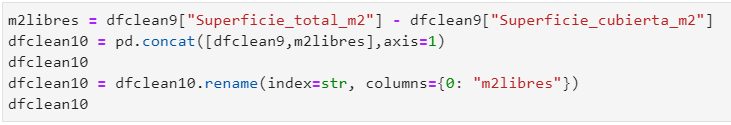 m2libres = dfclean9["Superficie_total_m2"] - dfclean9["Superficie_cubierta_m2"]
dfclean10 = pd.concat([dfclean9,m2libres],axis=1)
dfclean10
dfclean10 = dfclean10.rename(index=str, columns={0: "m2libres"})
dfclean10